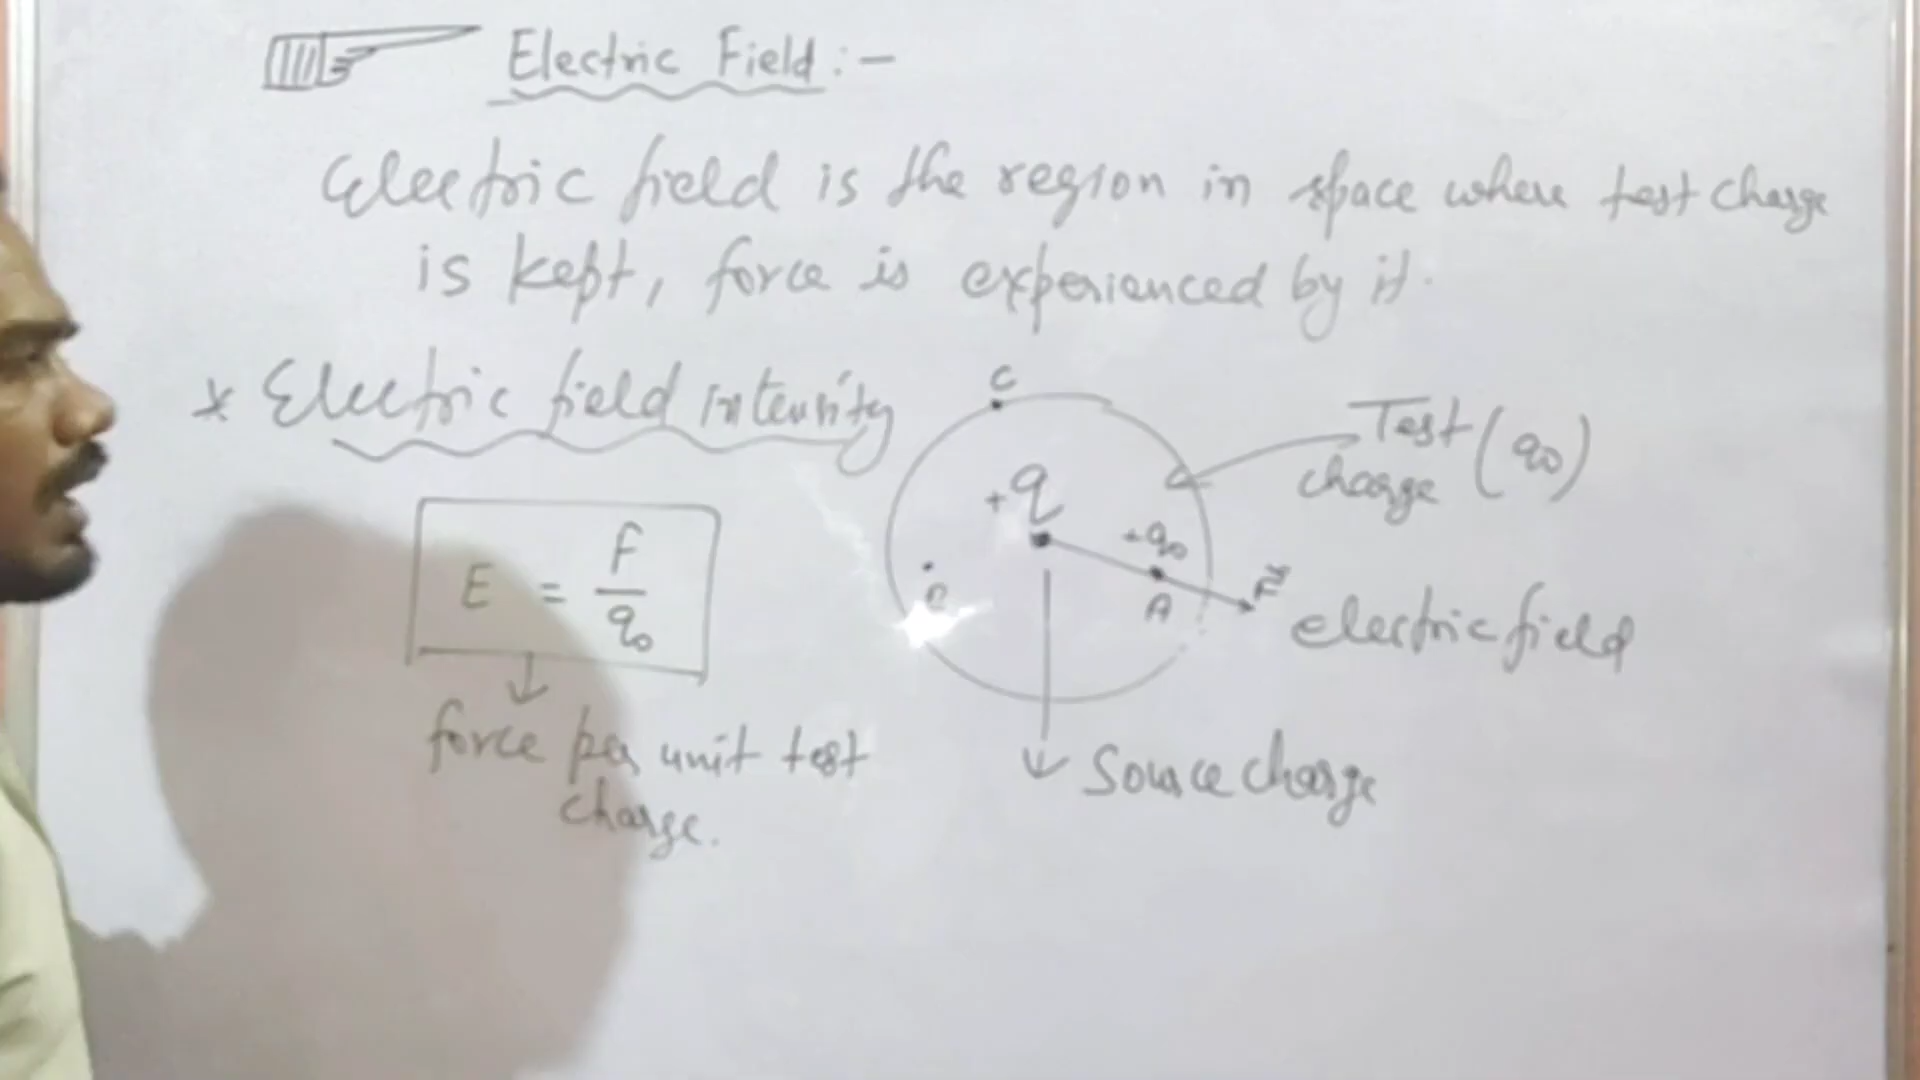 Electric Field :-
Electric field is the region in space where test charge
is kept, force is experienced by it.
* Electric field intensity
E = F/q₀
force per unit test
charge.
C
+q
+q₀
A
F
Test charge (q₀)
electric field
Source charge